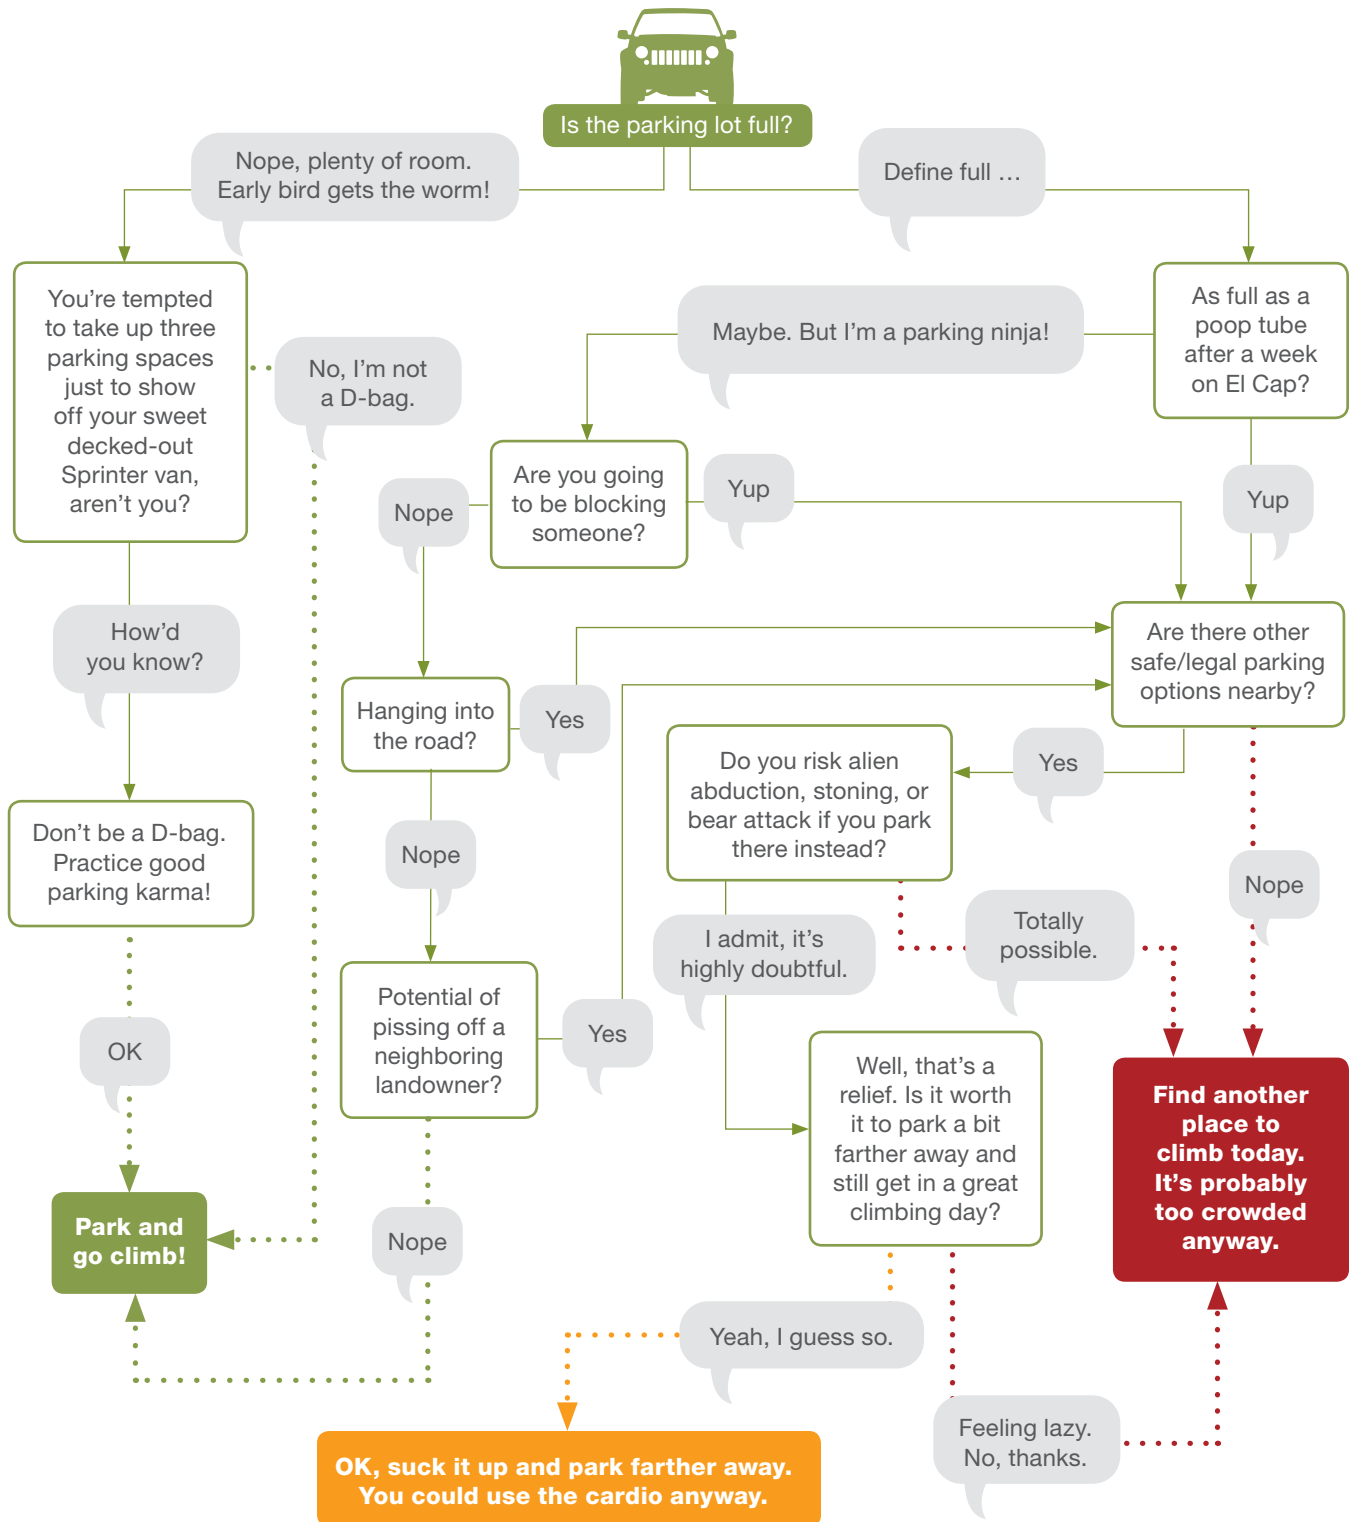 Is the parking lot full?
Nope, plenty of room.
Early bird gets the worm!
Define full …
You’re tempted
to take up three
parking spaces
just to show
off your sweet
decked-out
Sprinter van,
aren’t you?
No, I’m not
a D-bag.
Maybe. But I’m a parking ninja!
As full as a
poop tube
after a week
on El Cap?
Are you going
to be blocking
someone?
Nope
Yup
Yup
How’d
you know?
Hanging into
the road?
Yes
Are there other
safe/legal parking
options nearby?
Do you risk alien
abduction, stoning, or
bear attack if you park
there instead?
Yes
Don’t be a D-bag.
Practice good
parking karma!
Nope
Nope
I admit, it’s
highly doubtful.
Totally
possible.
Potential of
pissing off a
neighboring
landowner?
Yes
OK
Well, that’s a
relief. Is it worth
it to park a bit
farther away and
still get in a great
climbing day?
Find another
place to
climb today.
It’s probably
too crowded
anyway.
Park and
go climb!
Nope
Yeah, I guess so.
Feeling lazy.
No, thanks.
OK, suck it up and park farther away.
You could use the cardio anyway.